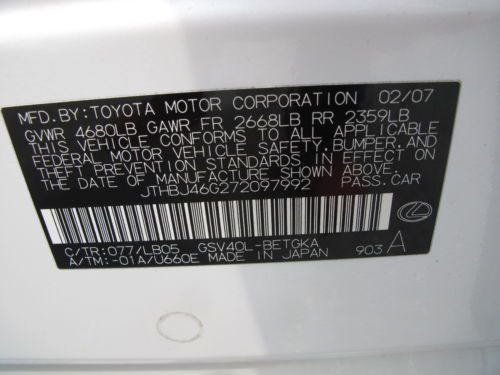 MFD. BY: TOYOTA MOTOR CORPORATION 02/07
GVWR 4680LB GAWR FR 2668LB RR 2359LB
THIS VEHICLE CONFORMS TO ALL APPLICABLE
FEDERAL MOTOR VEHICLE SAFETY, BUMPER, AND
THEFT PREVENTION STANDARDS IN EFFECT ON
THE DATE OF MANUFACTURE SHOWN ABOVE.
JTHBJ46G272097992 PASS. CAR
C/TR: 077/LB05 GSV40L-BETGKA
A/TM: -01A/U660E MADE IN JAPAN 903 A